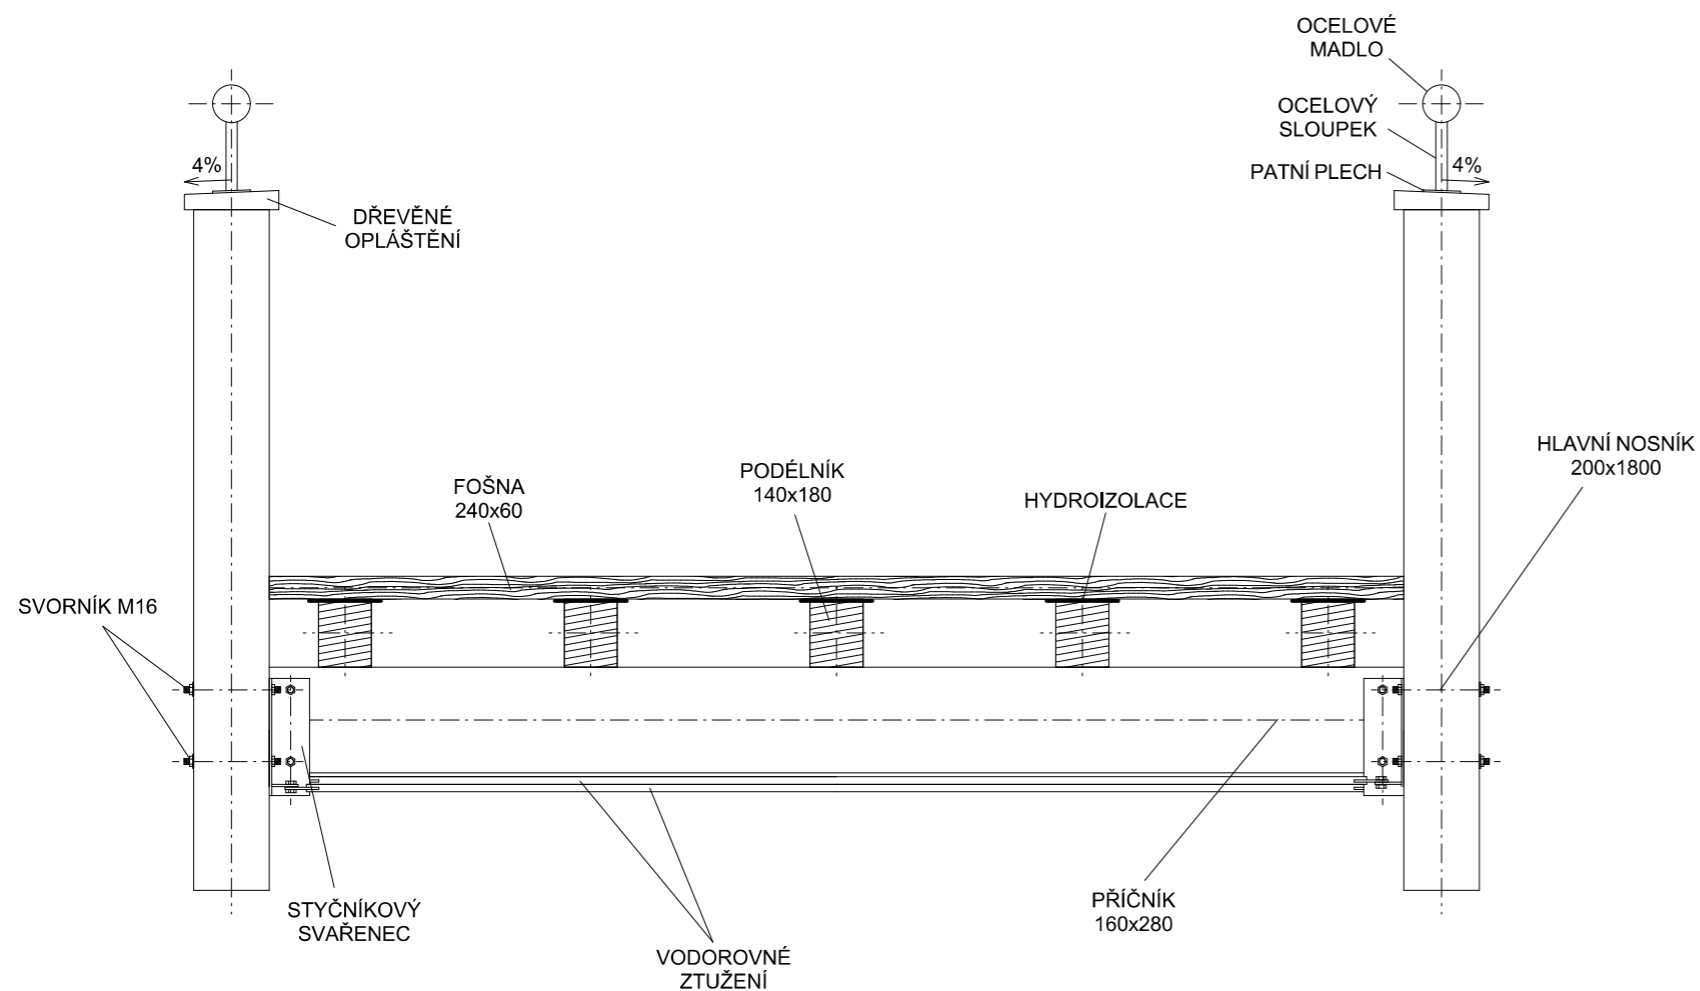 OCELOVÉ
MADLO
OCELOVÝ
SLOUPEK
4%
PATNÍ PLECH
4%
DŘEVĚNÉ
OPLÁŠTĚNÍ
HLAVNÍ NOSNÍK
200x1800
PODÉLNÍK
140x180
FOŠNA
240x60
HYDROIZOLACE
SVORNÍK M16
PŘÍČNÍK
160x280
STYČNÍKOVÝ
SVAŘENEC
VODOROVNÉ
ZTUŽENÍ